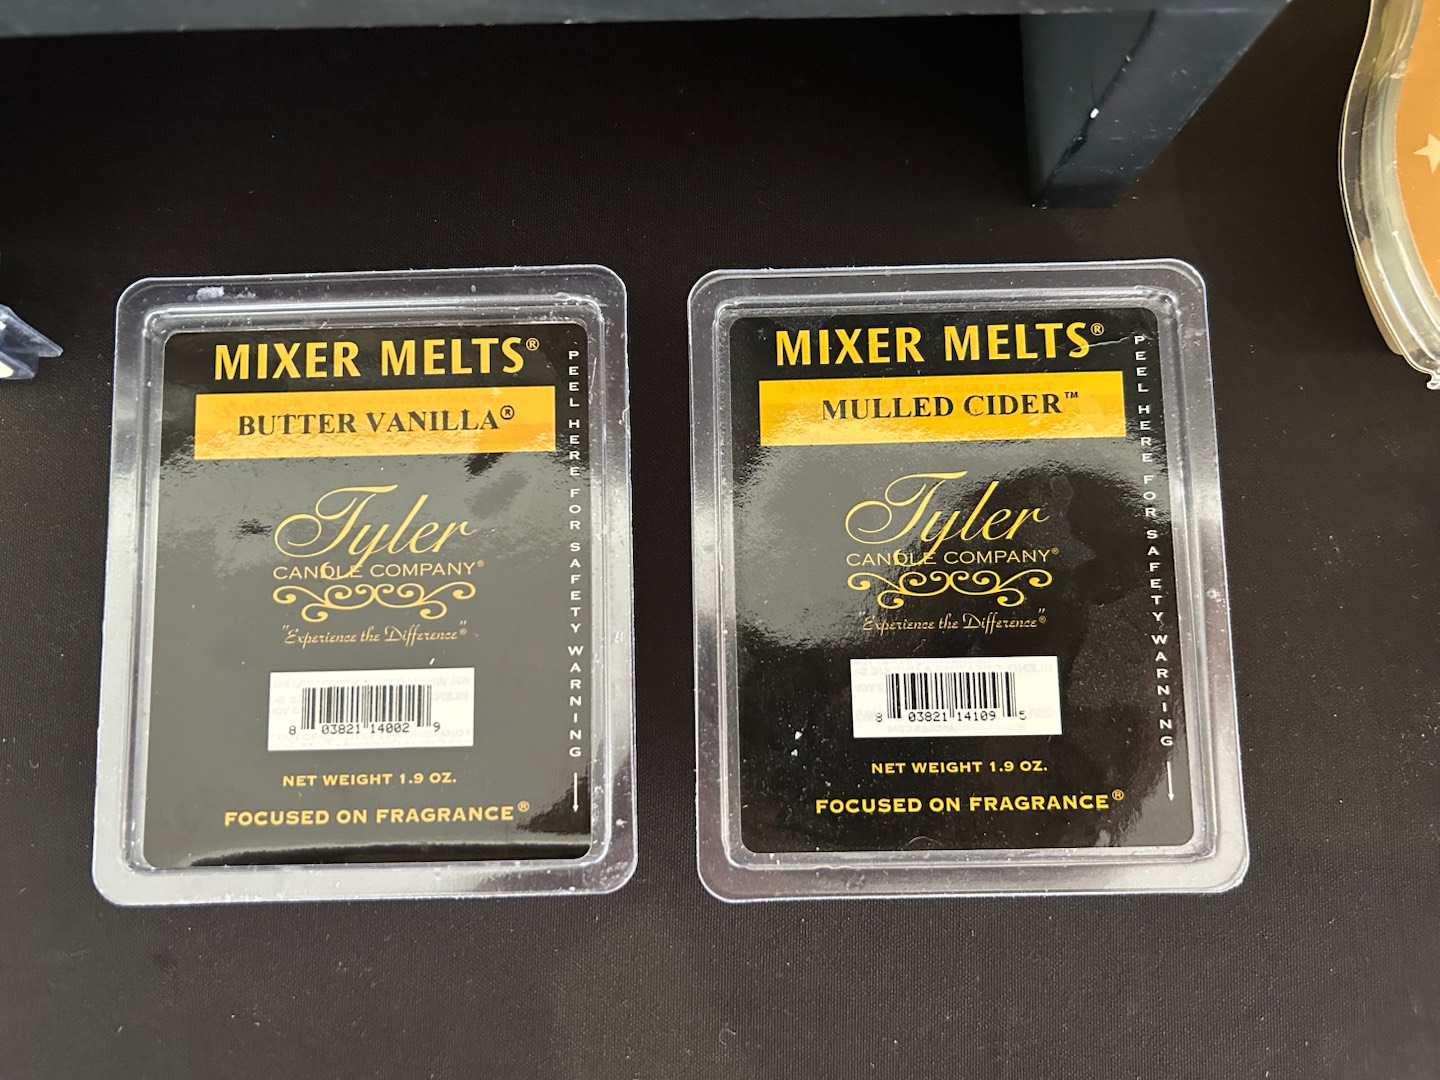 MIXER MELTS®
BUTTER VANILLA®
Tyler
CANDLE COMPANY®
"Experience the Difference"®
8 03821 14002 9
NET WEIGHT 1.9 OZ.
FOCUSED ON FRAGRANCE®
PEEL HERE FOR SAFETY WARNING
MIXER MELTS®
MULLED CIDER™
Tyler
CANDLE COMPANY®
"Experience the Difference"®
8 03821 14109 5
NET WEIGHT 1.9 OZ.
FOCUSED ON FRAGRANCE®
PEEL HERE FOR SAFETY WARNING